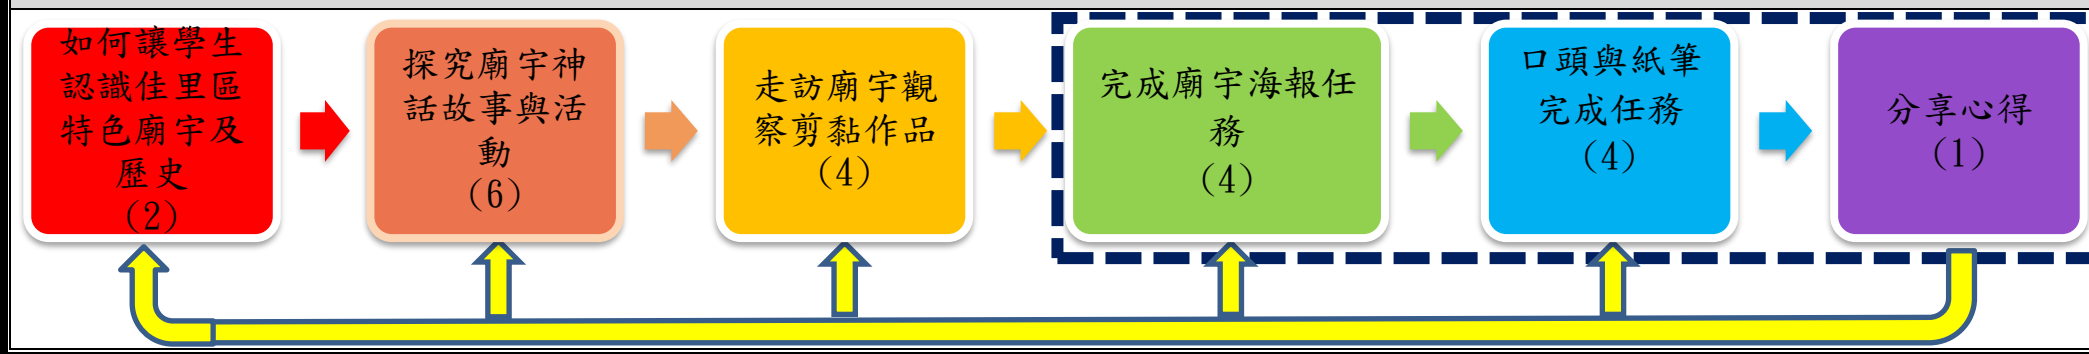 如何讓學生
認識佳里區
特色廟宇及
歷史
(2)
探究廟宇神
話故事與活
動
(6)
走訪廟宇觀
察剪黏作品
(4)
完成廟宇海報任
務
(4)
口頭與紙筆
完成任務
(4)
分享心得
(1)